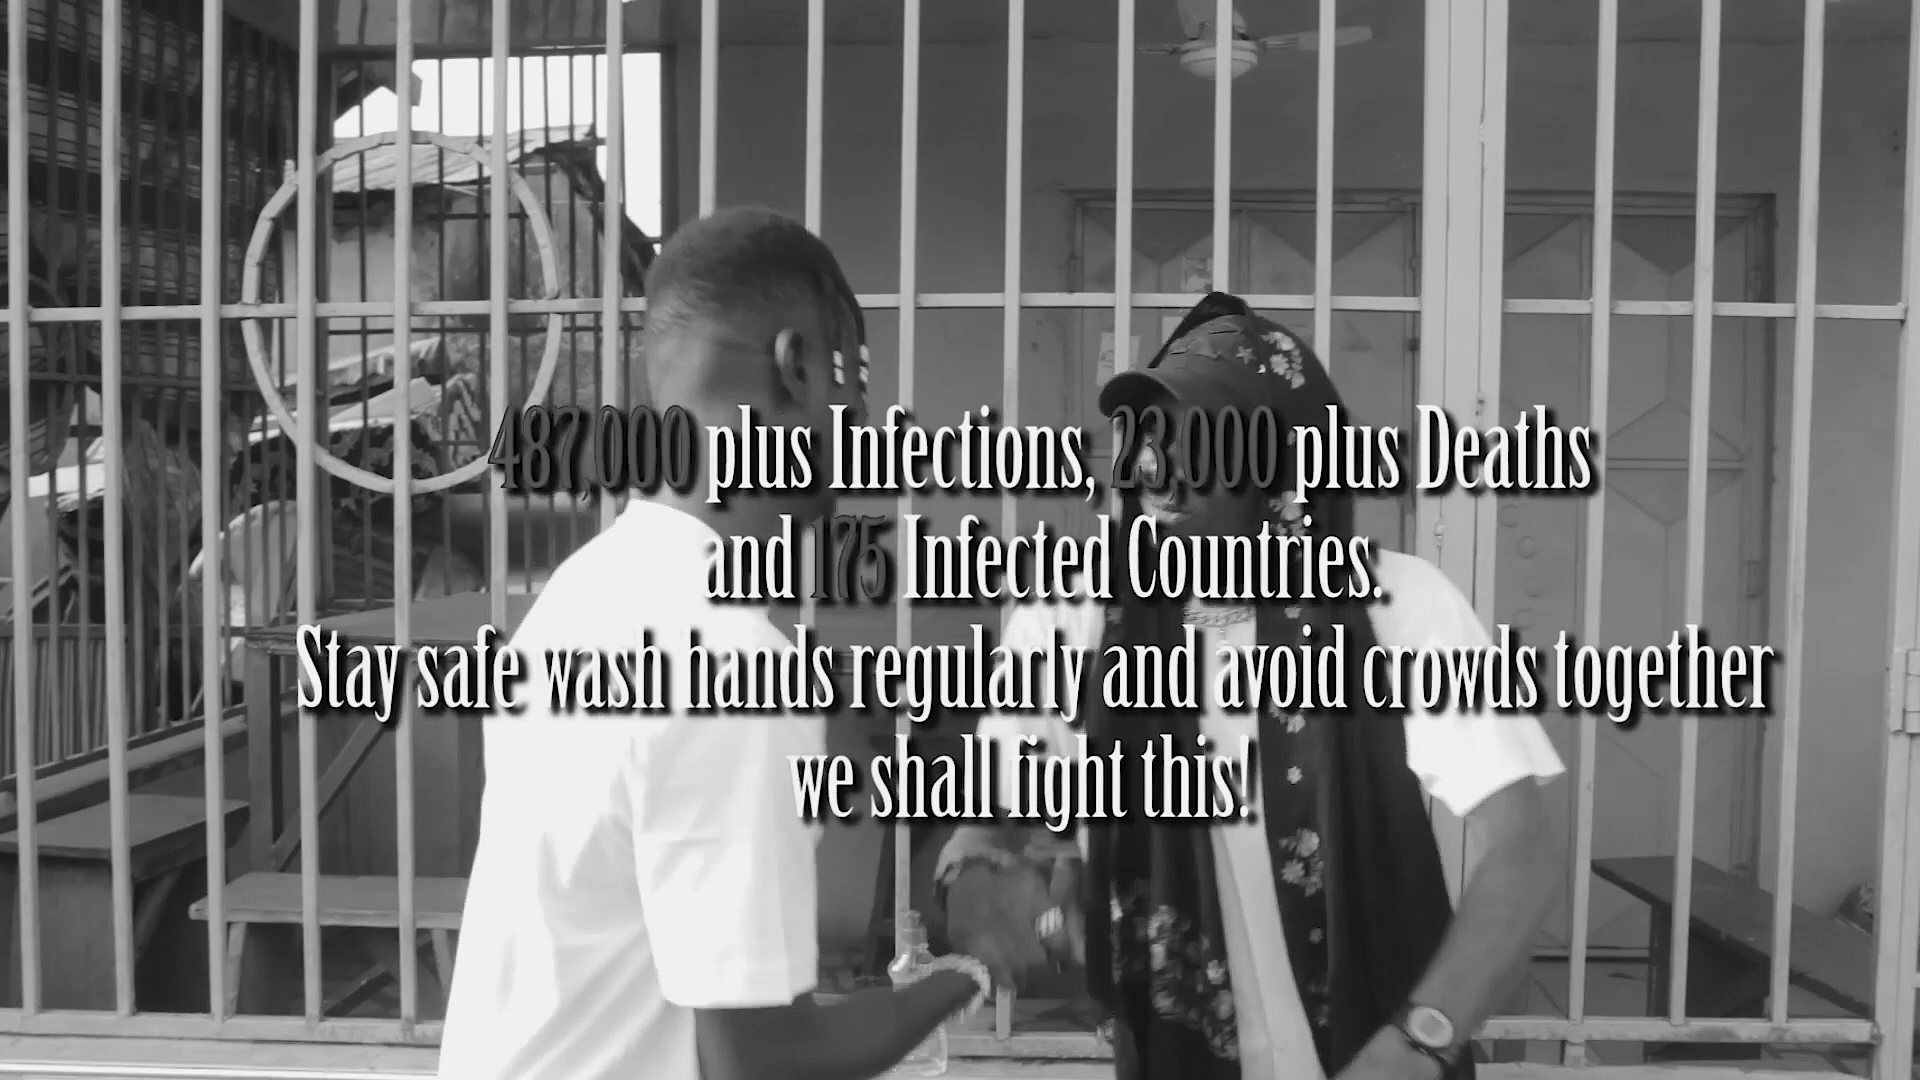 487,000 plus Infections, 23,000 plus Deaths
and 175 Infected Countries.
Stay safe wash hands regularly and avoid crowds together
we shall fight this!